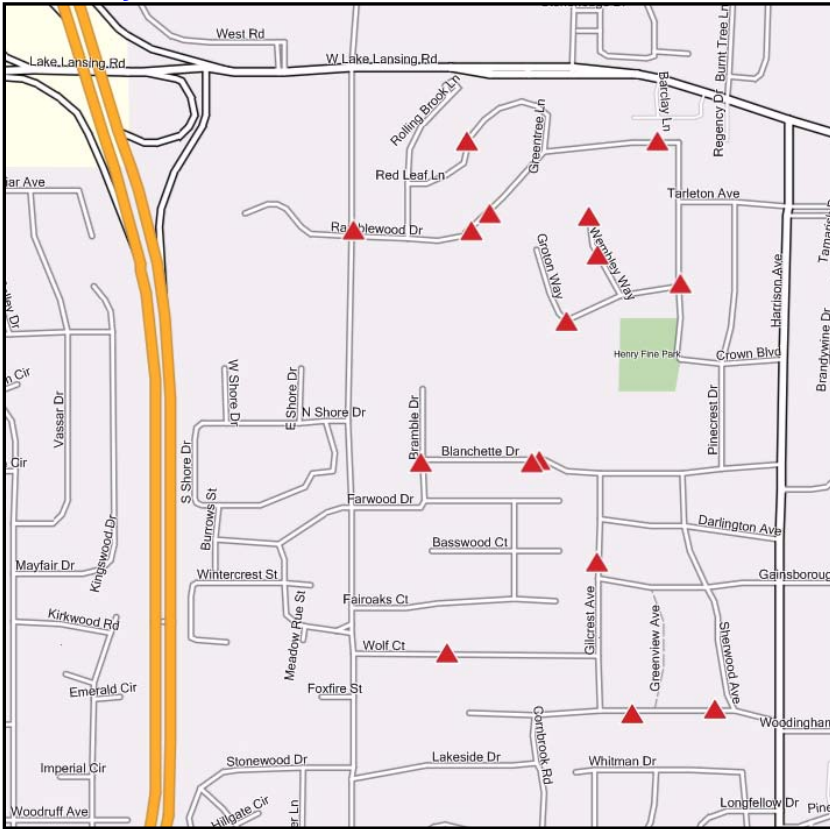 West Rd
Lake Lansing Rd
W Lake Lansing Rd
Burnt Tree Ln
Barclay Ln
Regency Dr
Rolling Brook Ln
Greentree Ln
Red Leaf Ln
Tarleton Ave
Wembley Way
Groton Way
Harrison Ave
Brandywine Dr
Henry Fine Park
Crown Blvd
W Shore Dr
E Shore Dr
N Shore Dr
Vassar Dr
S Shore Dr
Bramble Dr
Blanchette Dr
Pinecrest Dr
Cir
Farwood Dr
Burrows St
Darlington Ave
Basswood Ct
Kingswood Dr
Mayfair Dr
Wintercrest St
Fairoaks Ct
Gilcrest Ave
Greenview Ave
Sherwood Ave
Meadow Rue St
Kirkwood Rd
Wolf Ct
Foxfire St
Emerald Cir
Cornbrook Rd
Stonewood Dr
Lakeside Dr
Whitman Dr
Imperial Cir
Hillgate Cir
Longfellow Dr
Woodruff Ave